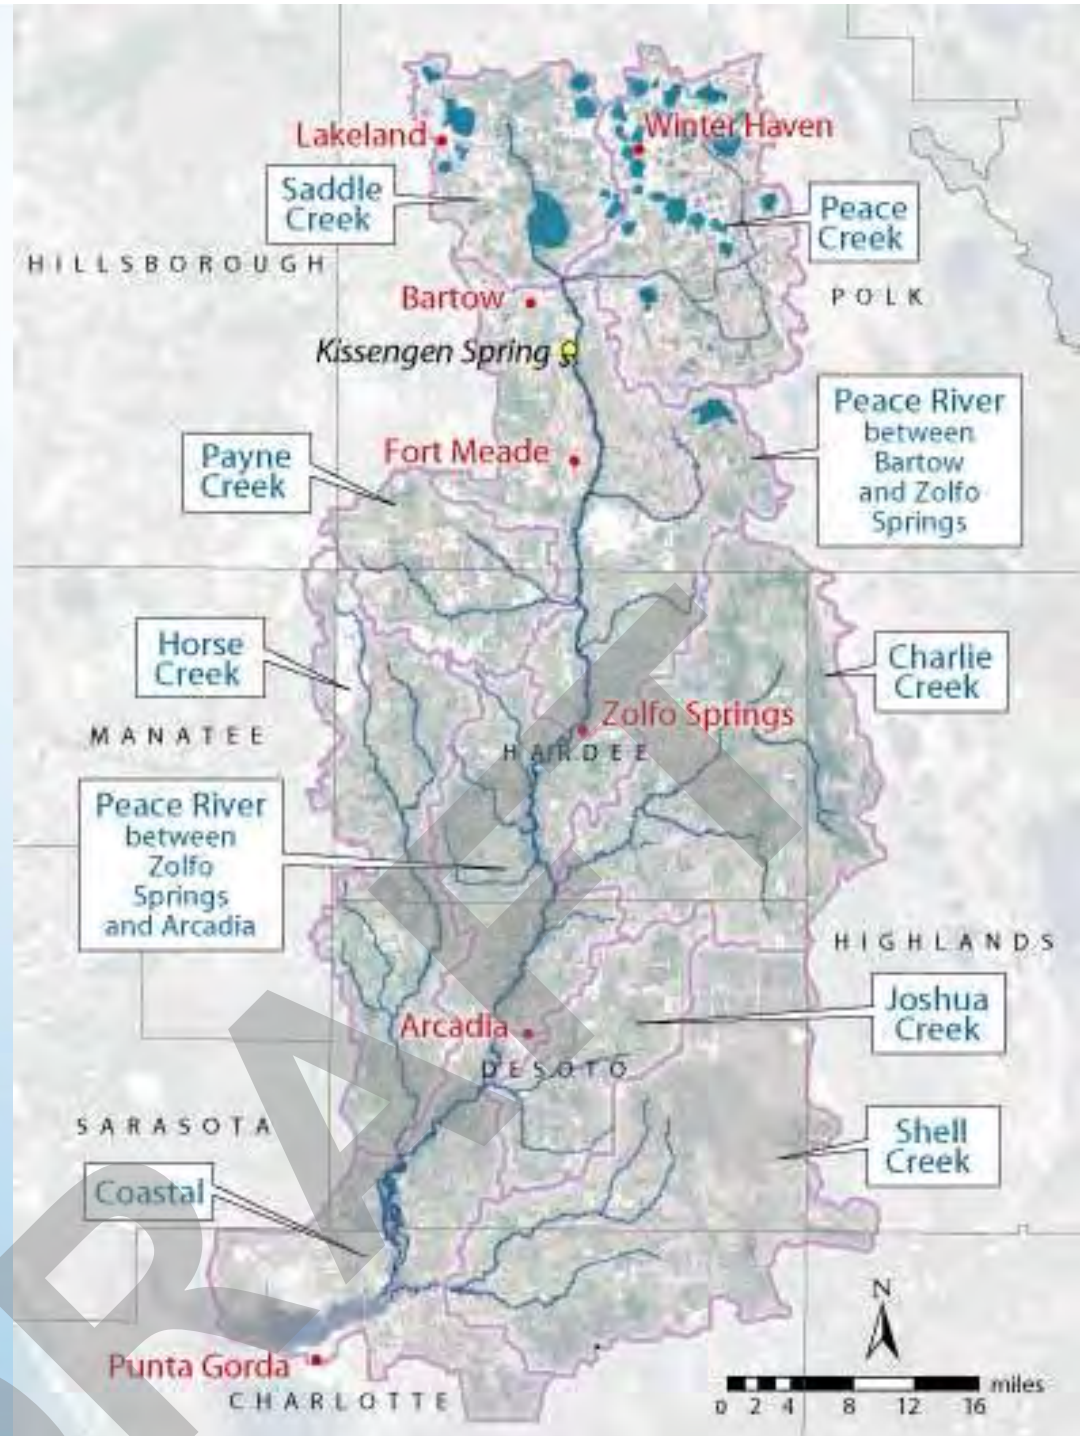 Lakeland
Winter Haven
Saddle
Creek
Peace
Creek
HILLSBOROUGH
POLK
Bartow
Kissengen Spring
Peace River
between
Bartow
and Zolfo
Springs
Fort Meade
Payne
Creek
Horse
Creek
Charlie
Creek
Zolfo Springs
MANATEE
HARDEE
Peace River
between
Zolfo
Springs
and Arcadia
HIGHLANDS
Joshua
Creek
Arcadia
DESOTO
SARASOTA
Shell
Creek
Coastal
N
Punta Gorda
CHARLOTTE
miles
0 2 4 8 12 16
DRAFT